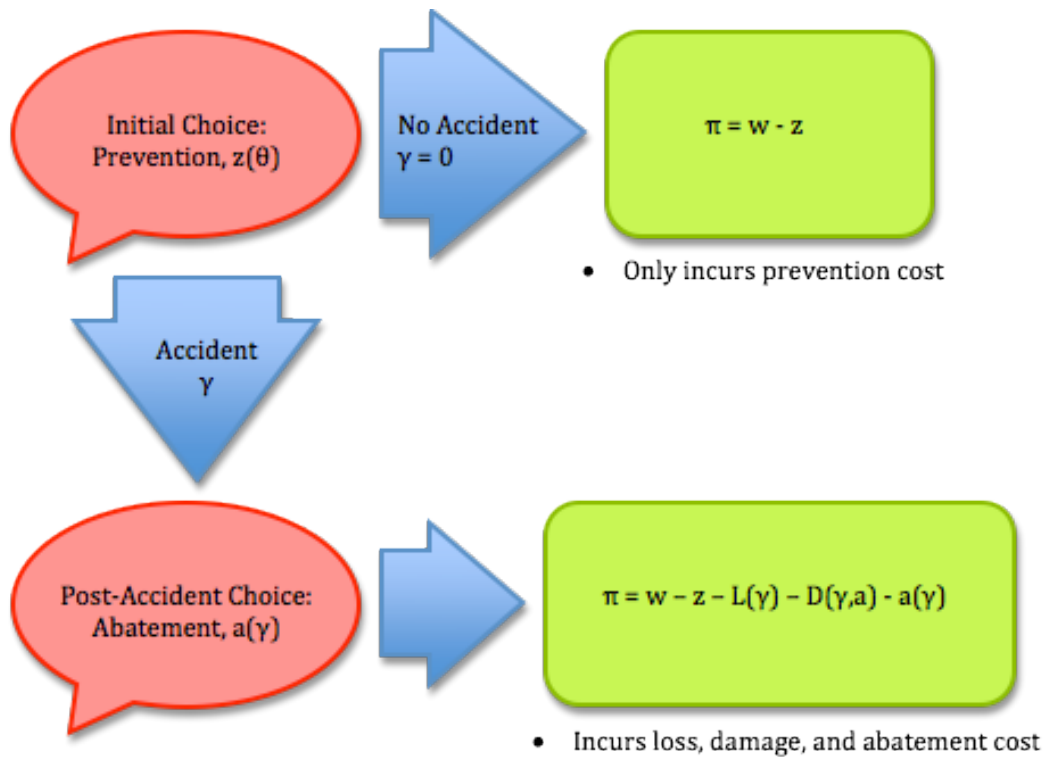 Initial Choice:
Prevention, z(θ)
No Accident
γ = 0
π = w - z
• Only incurs prevention cost
Accident
γ
Post-Accident Choice:
Abatement, a(γ)
π = w – z – L(γ) – D(γ,a) - a(γ)
• Incurs loss, damage, and abatement cost